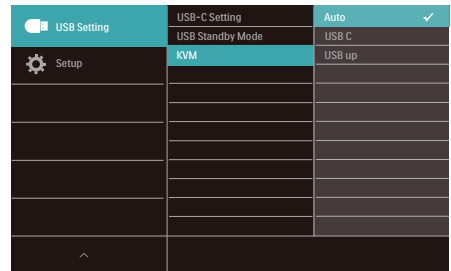 USB Setting
Setup
USB-C Setting
USB Standby Mode
KVM
Auto
USB C
USB up